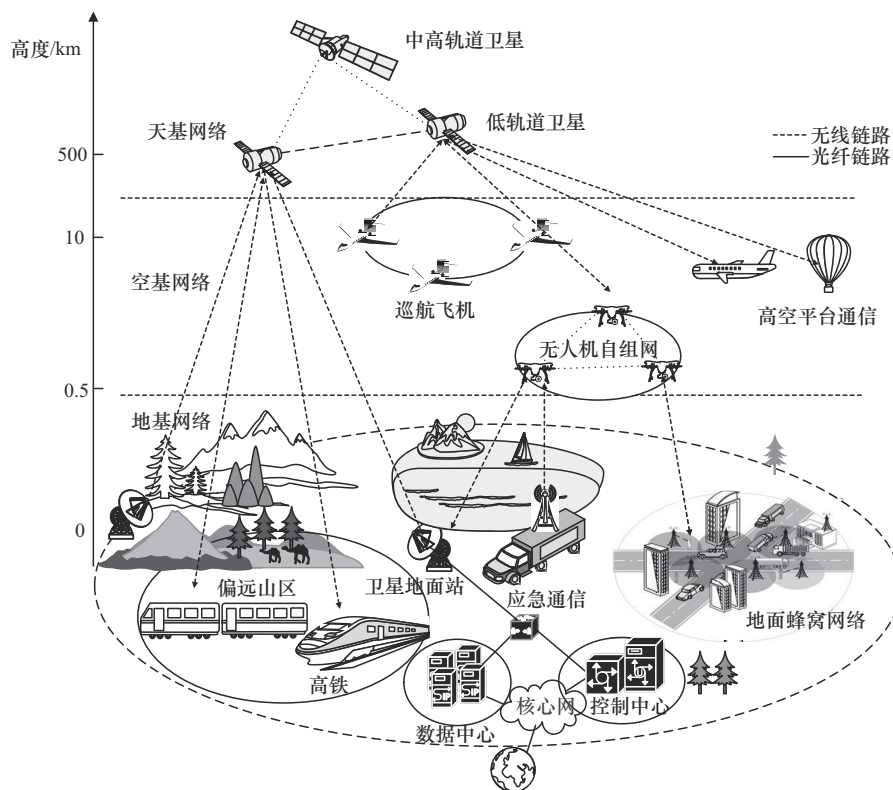 高度/km
中高轨道卫星
天基网络
低轨道卫星
无线链路
500
光纤链路
10
空基网络
巡航飞机
高空平台通信
无人机自组网
0.5
地基网络
0
偏远山区
卫星地面站
应急通信
地面蜂窝网络
高铁
核心网
控制中心
数据中心